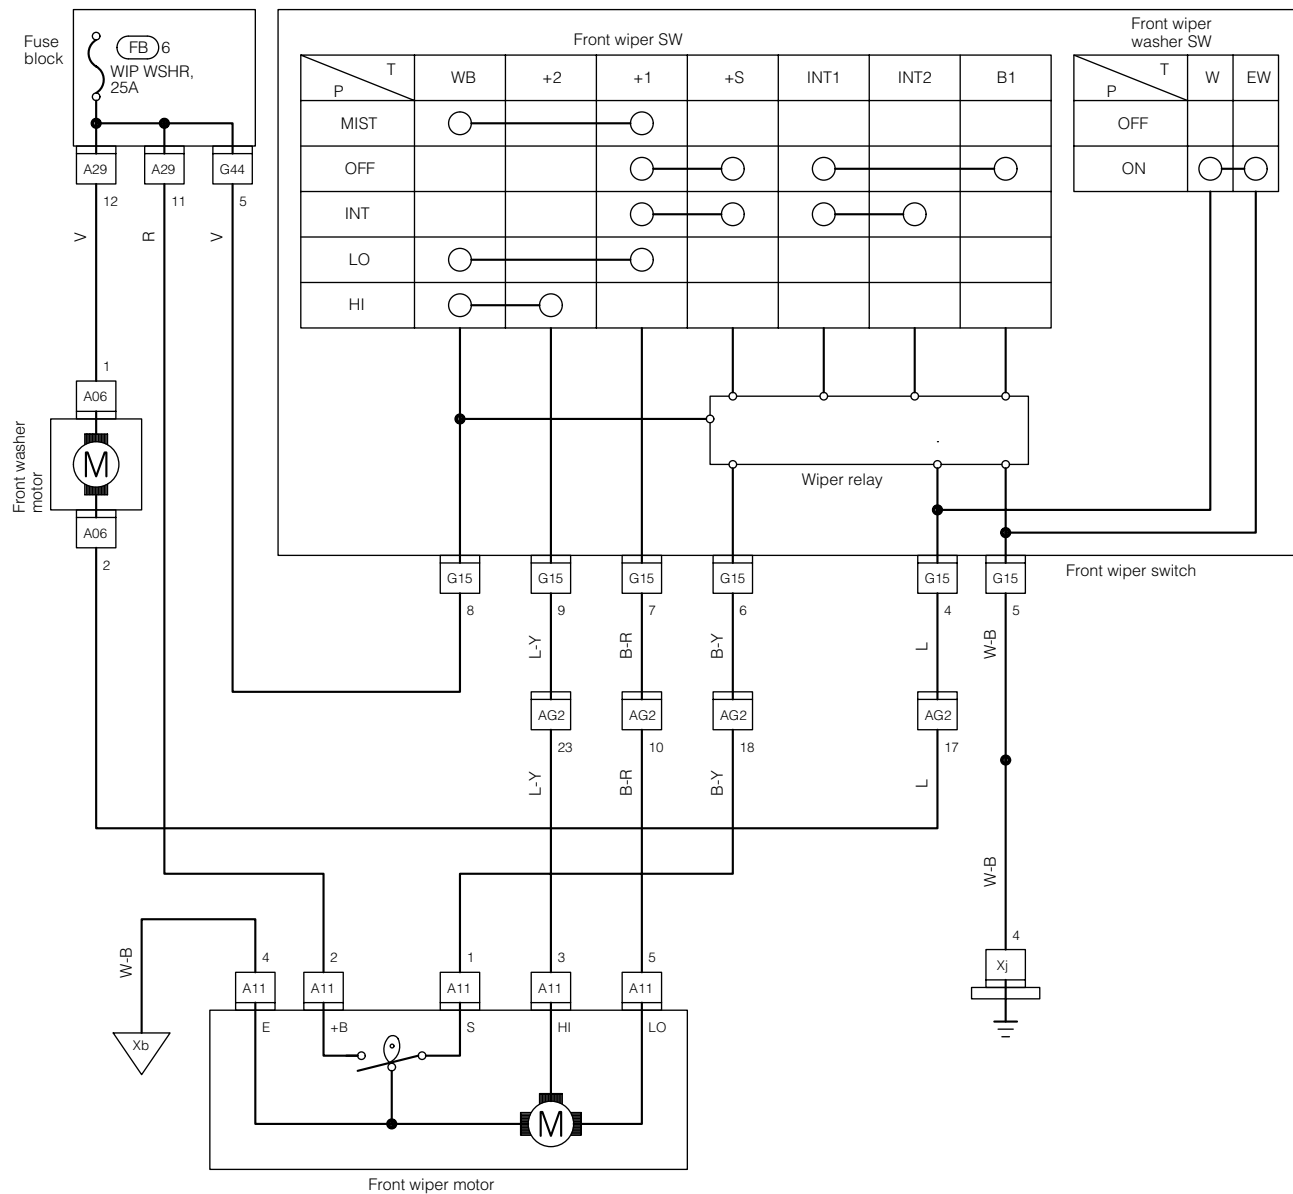 Fuse
block
FB 6
WIP WSHR,
25A
A29
A29
G44
12
11
5
V
R
V
Front wiper SW
T
P
WB
+2
+1
+S
INT1
INT2
B1
MIST
OFF
INT
LO
HI
Front wiper
washer SW
T
P
W
EW
OFF
ON
1
A06
Front washer
motor
M
A06
2
Wiper relay
Front wiper switch
G15
G15
G15
G15
G15
G15
8
9
7
6
4
5
L-Y
B-R
B-Y
L
W-B
AG2
AG2
AG2
AG2
23
10
18
17
L-Y
B-R
B-Y
L
W-B
4
Xj
W-B
Xb
4
2
1
3
5
A11
A11
A11
A11
A11
E
+B
S
HI
LO
M
Front wiper motor